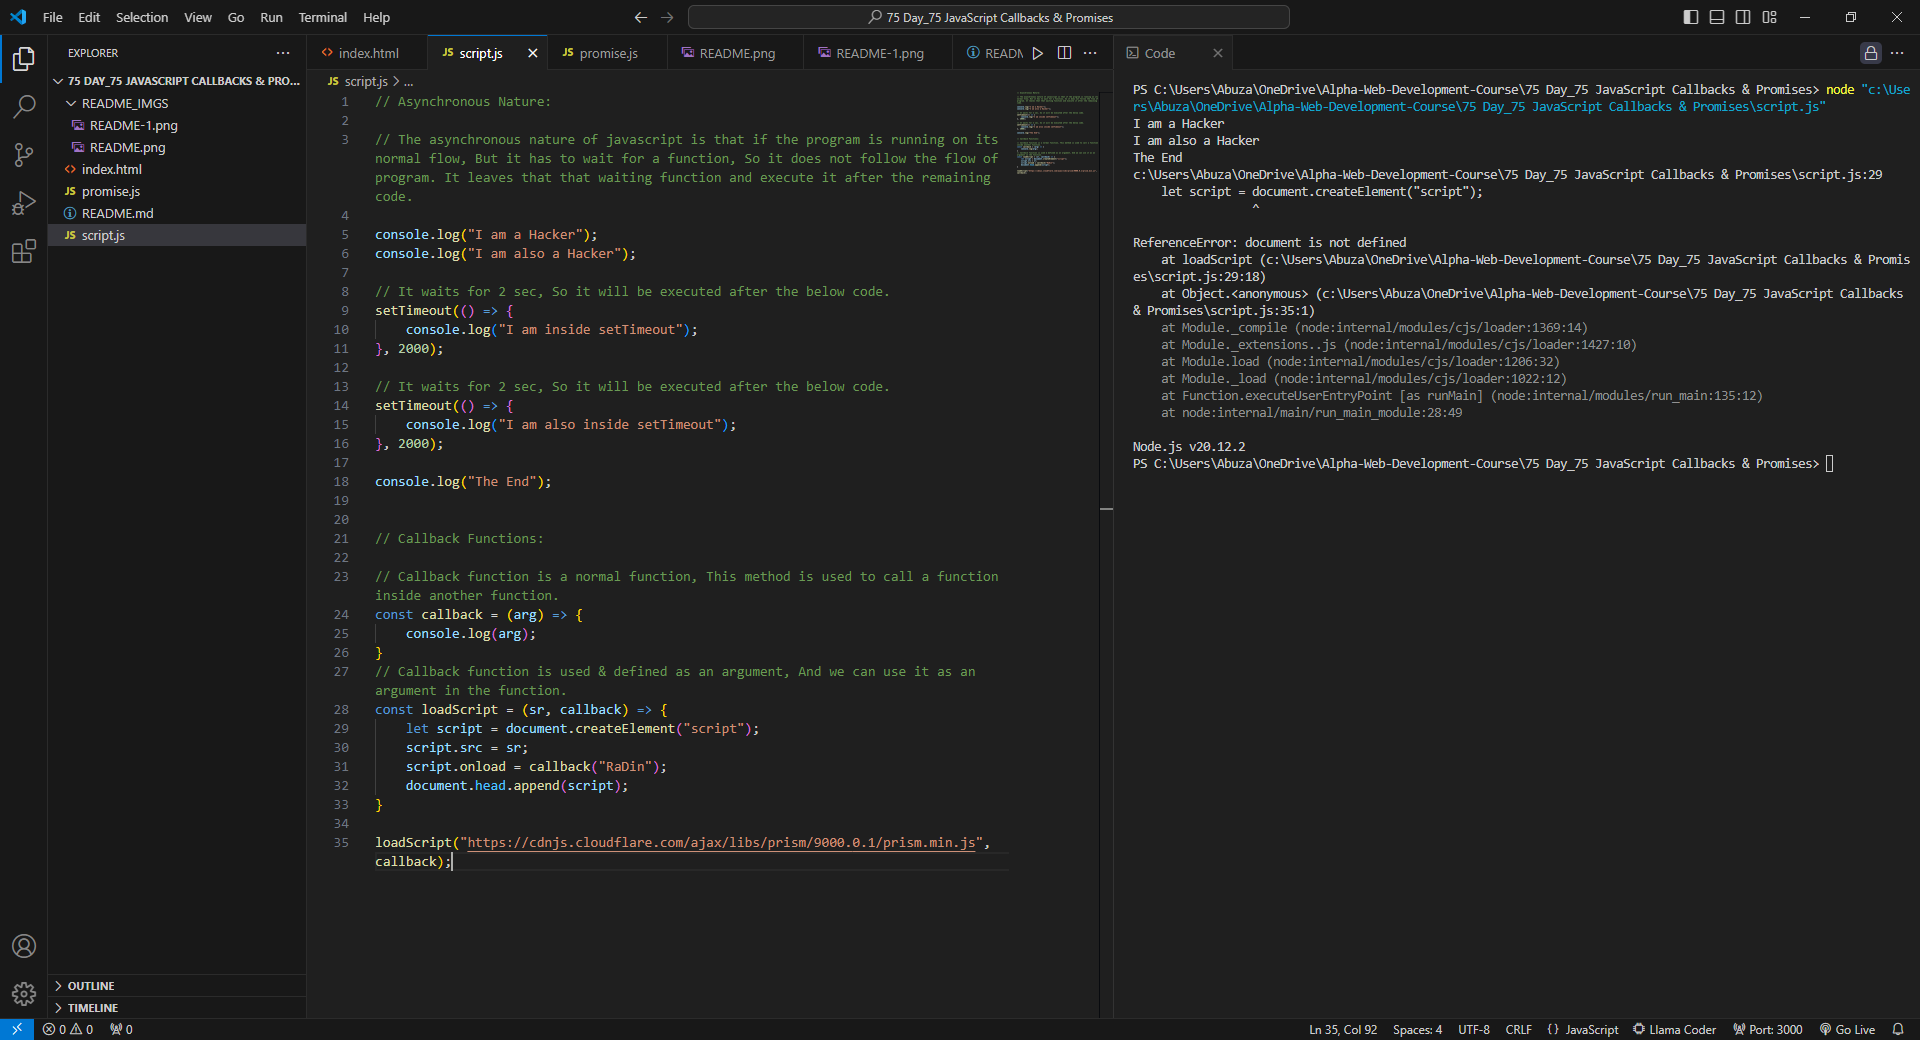 File Edit Selection View Go Run Terminal Help
75 Day_75 JavaScript Callbacks & Promises
EXPLORER
75 DAY_75 JAVASCRIPT CALLBACKS & PRO...
README_IMGS
README-1.png
README.png
index.html
promise.js
README.md
script.js
OUTLINE
TIMELINE
index.html
script.js
promise.js
README.png
README-1.png
READM
script.js > ...
1 // Asynchronous Nature:
2
3 // The asynchronous nature of javascript is that if the program is running on its
normal flow, But it has to wait for a function, So it does not follow the flow of
program. It leaves that that waiting function and execute it after the remaining
code.
4
5 console.log("I am a Hacker");
6 console.log("I am also a Hacker");
7
8 // It waits for 2 sec, So it will be executed after the below code.
9 setTimeout(() => {
10 console.log("I am inside setTimeout");
11 }, 2000);
12
13 // It waits for 2 sec, So it will be executed after the below code.
14 setTimeout(() => {
15 console.log("I am also inside setTimeout");
16 }, 2000);
17
18 console.log("The End");
19
20
21 // Callback Functions:
22
23 // Callback function is a normal function, This method is used to call a function
inside another function.
24 const callback = (arg) => {
25 console.log(arg);
26 }
27 // Callback function is used & defined as an argument, And we can use it as an
argument in the function.
28 const loadScript = (sr, callback) => {
29 let script = document.createElement("script");
30 script.src = sr;
31 script.onload = callback("RaDin");
32 document.head.append(script);
33 }
34
35 loadScript("https://cdnjs.cloudflare.com/ajax/libs/prism/9000.0.1/prism.min.js",
callback);
Code
PS C:\Users\Abuza\OneDrive\Alpha-Web-Development-Course\75 Day_75 JavaScript Callbacks & Promises> node "c:\Use
rs\Abuza\OneDrive\Alpha-Web-Development-Course\75 Day_75 JavaScript Callbacks & Promises\script.js"
I am a Hacker
I am also a Hacker
The End
c:\Users\Abuza\OneDrive\Alpha-Web-Development-Course\75 Day_75 JavaScript Callbacks & Promises\script.js:29
let script = document.createElement("script");
^
ReferenceError: document is not defined
at loadScript (c:\Users\Abuza\OneDrive\Alpha-Web-Development-Course\75 Day_75 JavaScript Callbacks & Promis
es\script.js:29:18)
at Object.<anonymous> (c:\Users\Abuza\OneDrive\Alpha-Web-Development-Course\75 Day_75 JavaScript Callbacks
& Promises\script.js:35:1)
at Module._compile (node:internal/modules/cjs/loader:1369:14)
at Module._extensions..js (node:internal/modules/cjs/loader:1427:10)
at Module.load (node:internal/modules/cjs/loader:1206:32)
at Module._load (node:internal/modules/cjs/loader:1022:12)
at Function.executeUserEntryPoint [as runMain] (node:internal/modules/run_main:135:12)
at node:internal/main/run_main_module:28:49
Node.js v20.12.2
PS C:\Users\Abuza\OneDrive\Alpha-Web-Development-Course\75 Day_75 JavaScript Callbacks & Promises>
0 0 0
Ln 35, Col 92 Spaces: 4 UTF-8 CRLF {} JavaScript Llama Coder Port: 3000 Go Live